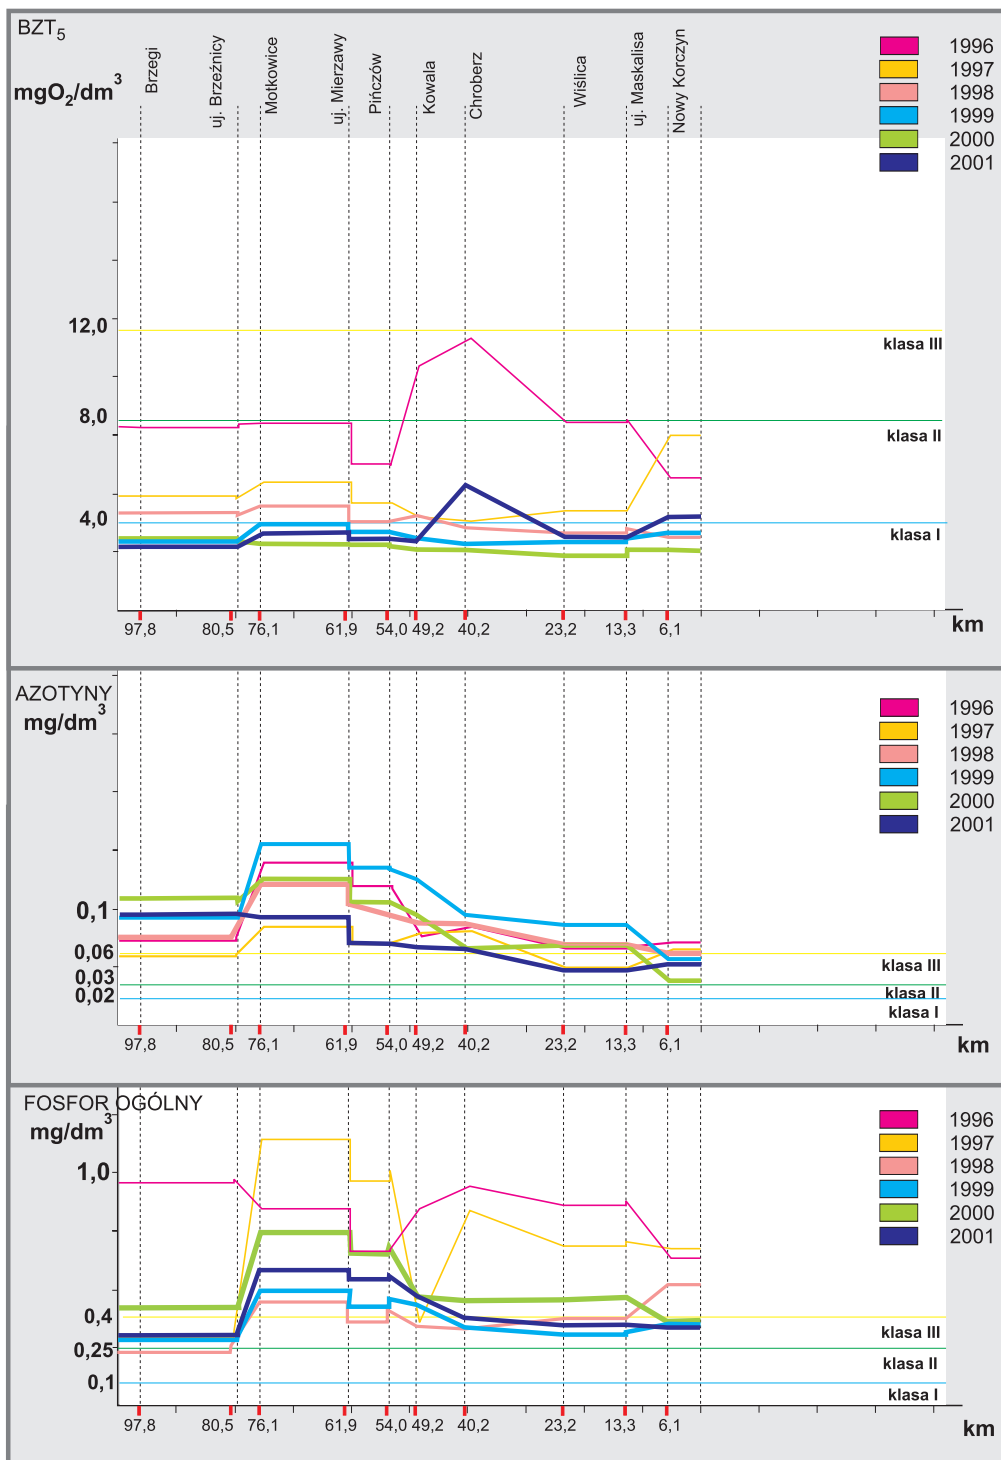 BZT5
mgO2/dm3
Brzegi
uj. Brzeźnicy
Motkowice
uj. Mierzawy
Pińczów
Kowala
Chroberz
Wiślica
uj. Maskalisa
Nowy Korczyn
1996
1997
1998
1999
2000
2001
12,0
klasa III
8,0
klasa II
4,0
klasa I
97,8 80,5 76,1 61,9 54,0 49,2 40,2 23,2 13,3 6,1 km
AZOTYNY
mg/dm3
1996
1997
1998
1999
2000
2001
0,1
0,06
klasa III
0,03
klasa II
0,02
klasa I
97,8 80,5 76,1 61,9 54,0 49,2 40,2 23,2 13,3 6,1 km
FOSFOR OGÓLNY
mg/dm3
1996
1997
1998
1999
2000
2001
1,0
0,4
klasa III
0,25
klasa II
0,1
klasa I
97,8 80,5 76,1 61,9 54,0 49,2 40,2 23,2 13,3 6,1 km